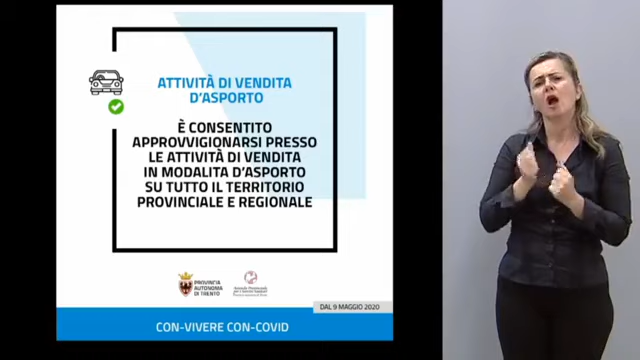 ATTIVITÀ DI VENDITA
D'ASPORTO
È CONSENTITO
APPROVVIGIONARSI PRESSO
LE ATTIVITÀ DI VENDITA
IN MODALITA D'ASPORTO
SU TUTTO IL TERRITORIO
PROVINCIALE E REGIONALE
PROVINCIA
AUTONOMA
DI TRENTO
DAL 9 MAGGIO 2020
CON-VIVERE CON-COVID